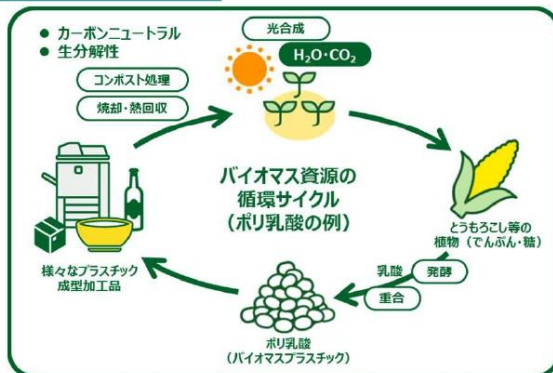 ● カーボンニュートラル
● 生分解性
光合成
H₂O・CO₂
コンポスト処理
焼却・熱回収
バイオマス資源の
循環サイクル
（ポリ乳酸の例）
とうもろこし等の
植物（でんぷん・糖）
乳酸
発酵
重合
様々なプラスチック
成型加工品
ポリ乳酸
（バイオマスプラスチック）